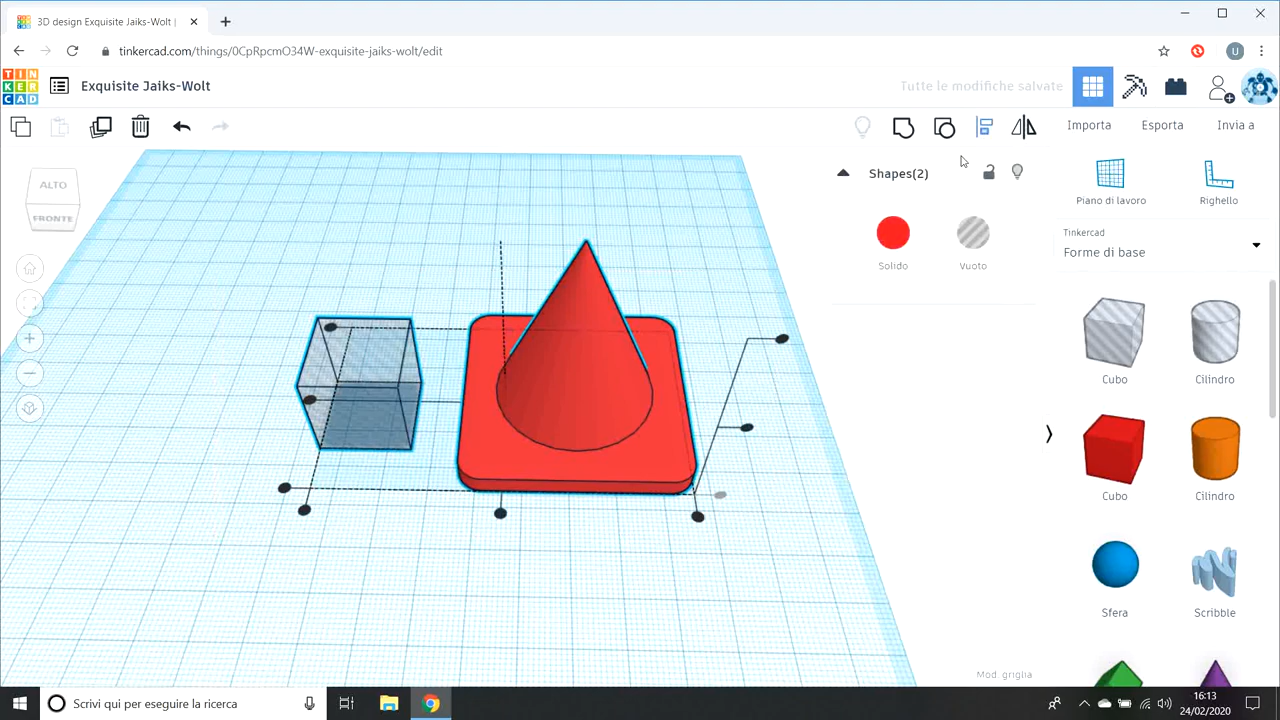 3D design Exquisite Jaiks-Wolt |
tinkercad.com/things/0CpRpcmO34W-exquisite-jaiks-wolt/edit
U
TIN
KER
CAD
Exquisite Jaiks-Wolt
Tutte le modifiche salvate
Importa
Esporta
Invia a
ALTO
FRONTE
Shapes(2)
Solido
Vuoto
Piano di lavoro
Righello
Tinkercad
Forme di base
Cubo
Cilindro
Cubo
Cilindro
Sfera
Scribble
Mod. griglia
Scrivi qui per eseguire la ricerca
16:13
24/02/2020